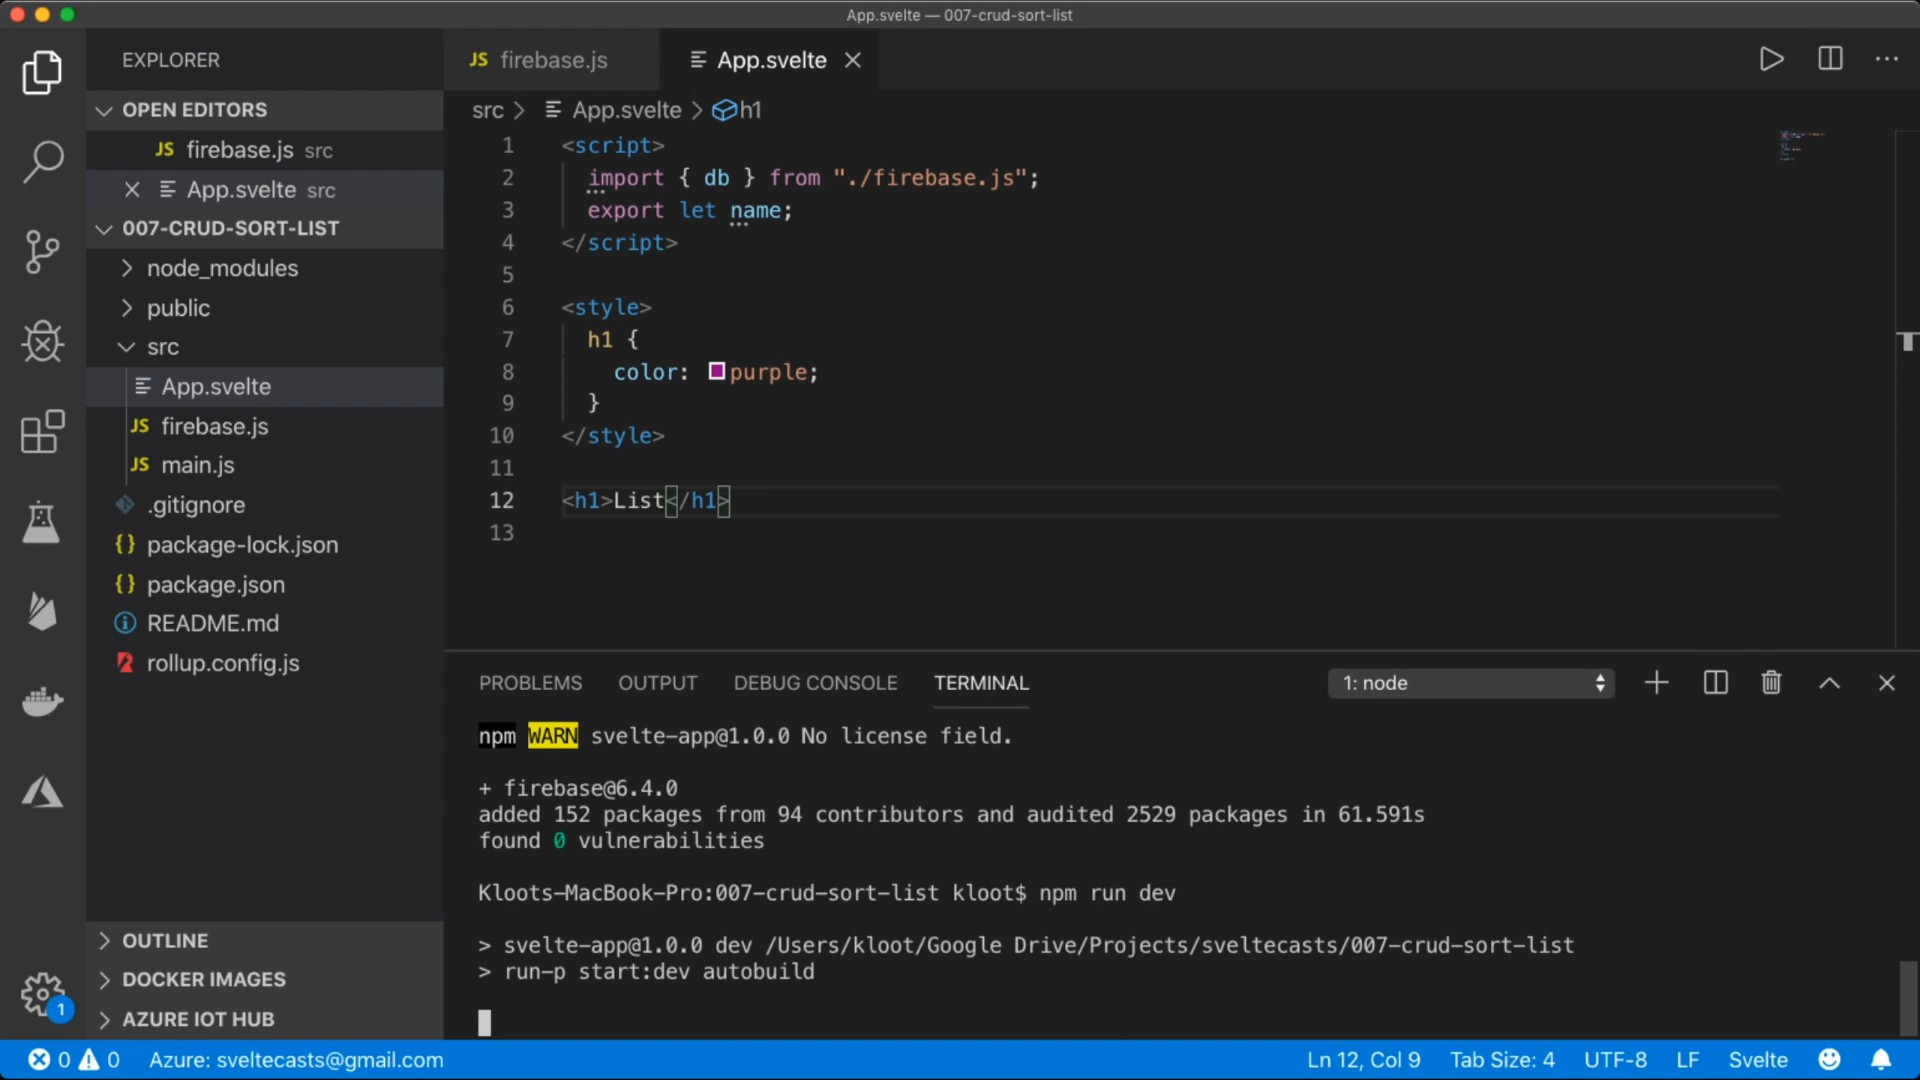 App.svelte — 007-crud-sort-list
EXPLORER
OPEN EDITORS
JS firebase.js src
App.svelte src
007-CRUD-SORT-LIST
node_modules
public
src
App.svelte
JS firebase.js
JS main.js
.gitignore
{} package-lock.json
{} package.json
README.md
rollup.config.js
OUTLINE
DOCKER IMAGES
AZURE IOT HUB
1
JS firebase.js
App.svelte
src > App.svelte > h1
1 <script>
2 import { db } from "./firebase.js";
3 export let name;
4 </script>
5
6 <style>
7 h1 {
8 color: purple;
9 }
10 </style>
11
12 <h1>List</h1>
13
PROBLEMS OUTPUT DEBUG CONSOLE TERMINAL 1: node
npm WARN svelte-app@1.0.0 No license field.
+ firebase@6.4.0
added 152 packages from 94 contributors and audited 2529 packages in 61.591s
found 0 vulnerabilities
Kloots-MacBook-Pro:007-crud-sort-list kloot$ npm run dev
> svelte-app@1.0.0 dev /Users/kloot/Google Drive/Projects/sveltecasts/007-crud-sort-list
> run-p start:dev autobuild
0 0 Azure: sveltecasts@gmail.com Ln 12, Col 9 Tab Size: 4 UTF-8 LF Svelte